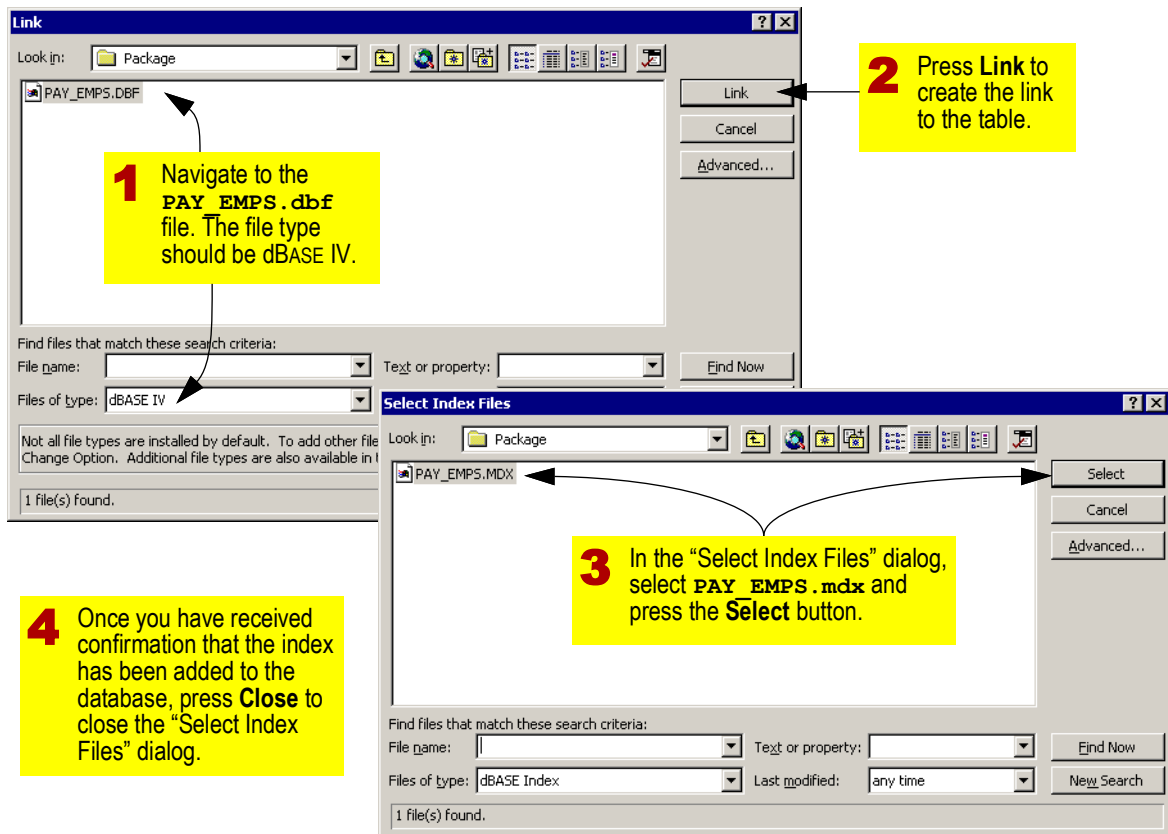 Link
Look in: Package
PAY_EMPS.DBF
Link
Cancel
Advanced...
1 Navigate to the
PAY_EMPS.dbf
file. The file type
should be dBASE IV.
2 Press Link to
create the link
to the table.
Find files that match these search criteria:
File name: Text or property: Find Now
Files of type: dBASE IV
Not all file types are installed by default. To add other file
Change Option. Additional file types are also available in
1 file(s) found.
Select Index Files
Look in: Package
PAY_EMPS.MDX
Select
Cancel
Advanced...
3 In the “Select Index Files” dialog,
select PAY_EMPS.mdx and
press the Select button.
4 Once you have received
confirmation that the index
has been added to the
database, press Close to
close the “Select Index
Files” dialog.
Find files that match these search criteria:
File name: Text or property: Find Now
Files of type: dBASE Index Last modified: any time New Search
1 file(s) found.